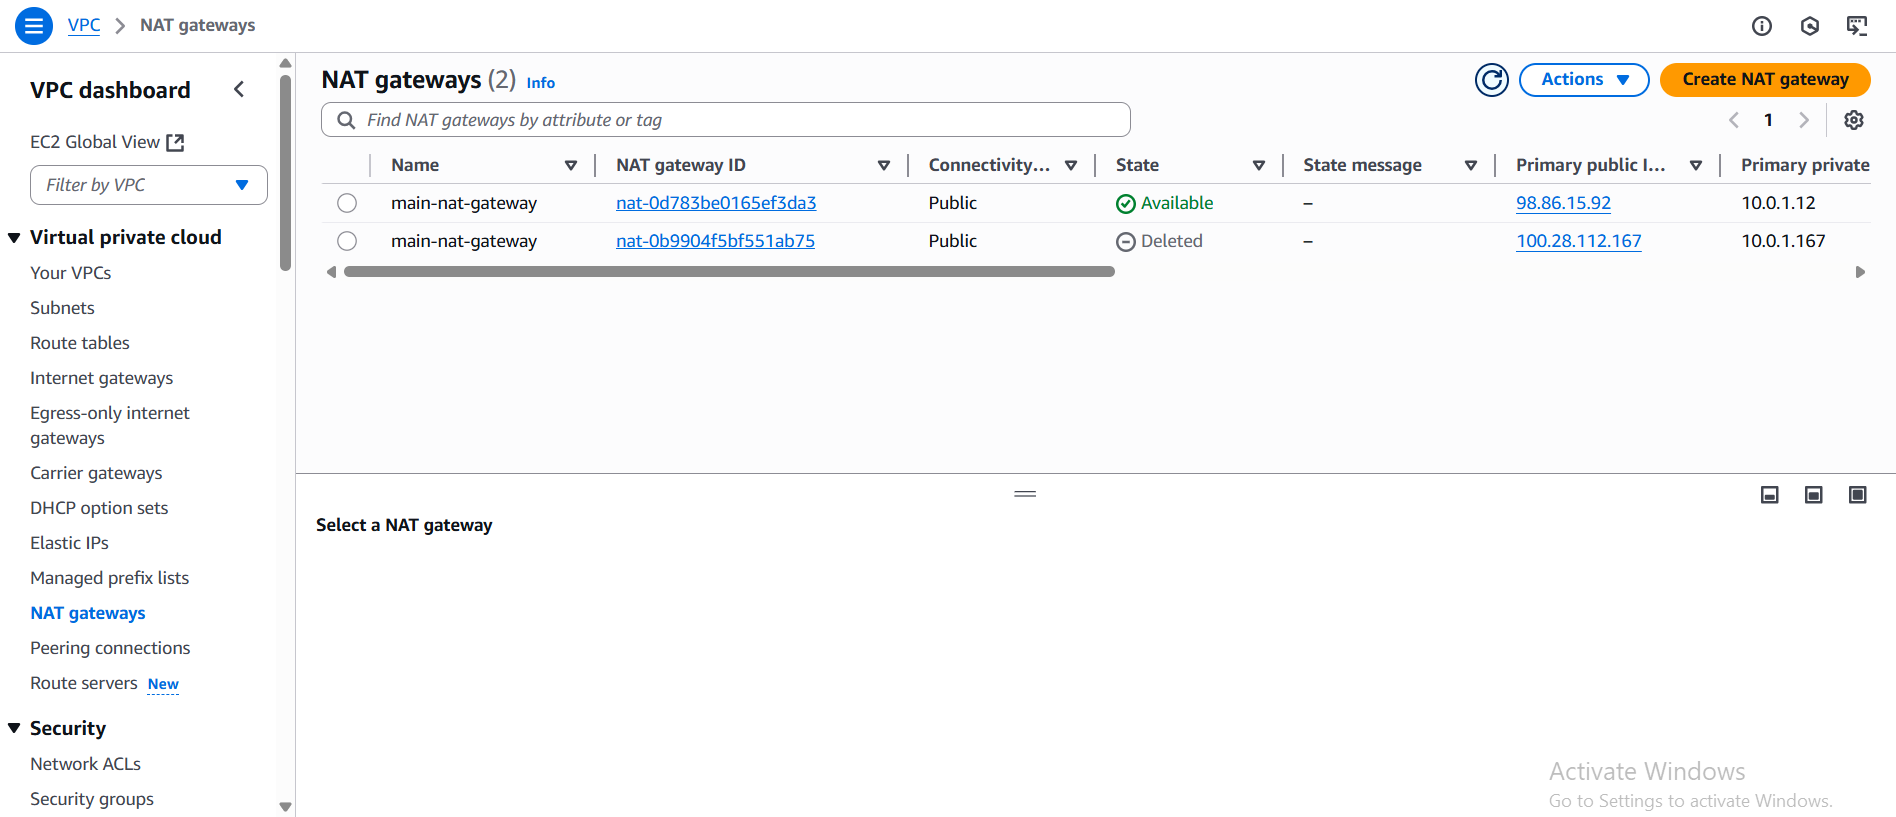 VPC > NAT gateways
VPC dashboard
EC2 Global View
Filter by VPC
Virtual private cloud
Your VPCs
Subnets
Route tables
Internet gateways
Egress-only internet
gateways
Carrier gateways
DHCP option sets
Elastic IPs
Managed prefix lists
NAT gateways
Peering connections
Route servers New
Security
Network ACLs
Security groups
NAT gateways (2) Info
Actions
Create NAT gateway
Find NAT gateways by attribute or tag
1
Name NAT gateway ID Connectivity... State State message Primary public I... Primary private
main-nat-gateway nat-0d783be0165ef3da3 Public Available – 98.86.15.92 10.0.1.12
main-nat-gateway nat-0b9904f5bf551ab75 Public Deleted – 100.28.112.167 10.0.1.167
Select a NAT gateway
Activate Windows
Go to Settings to activate Windows.